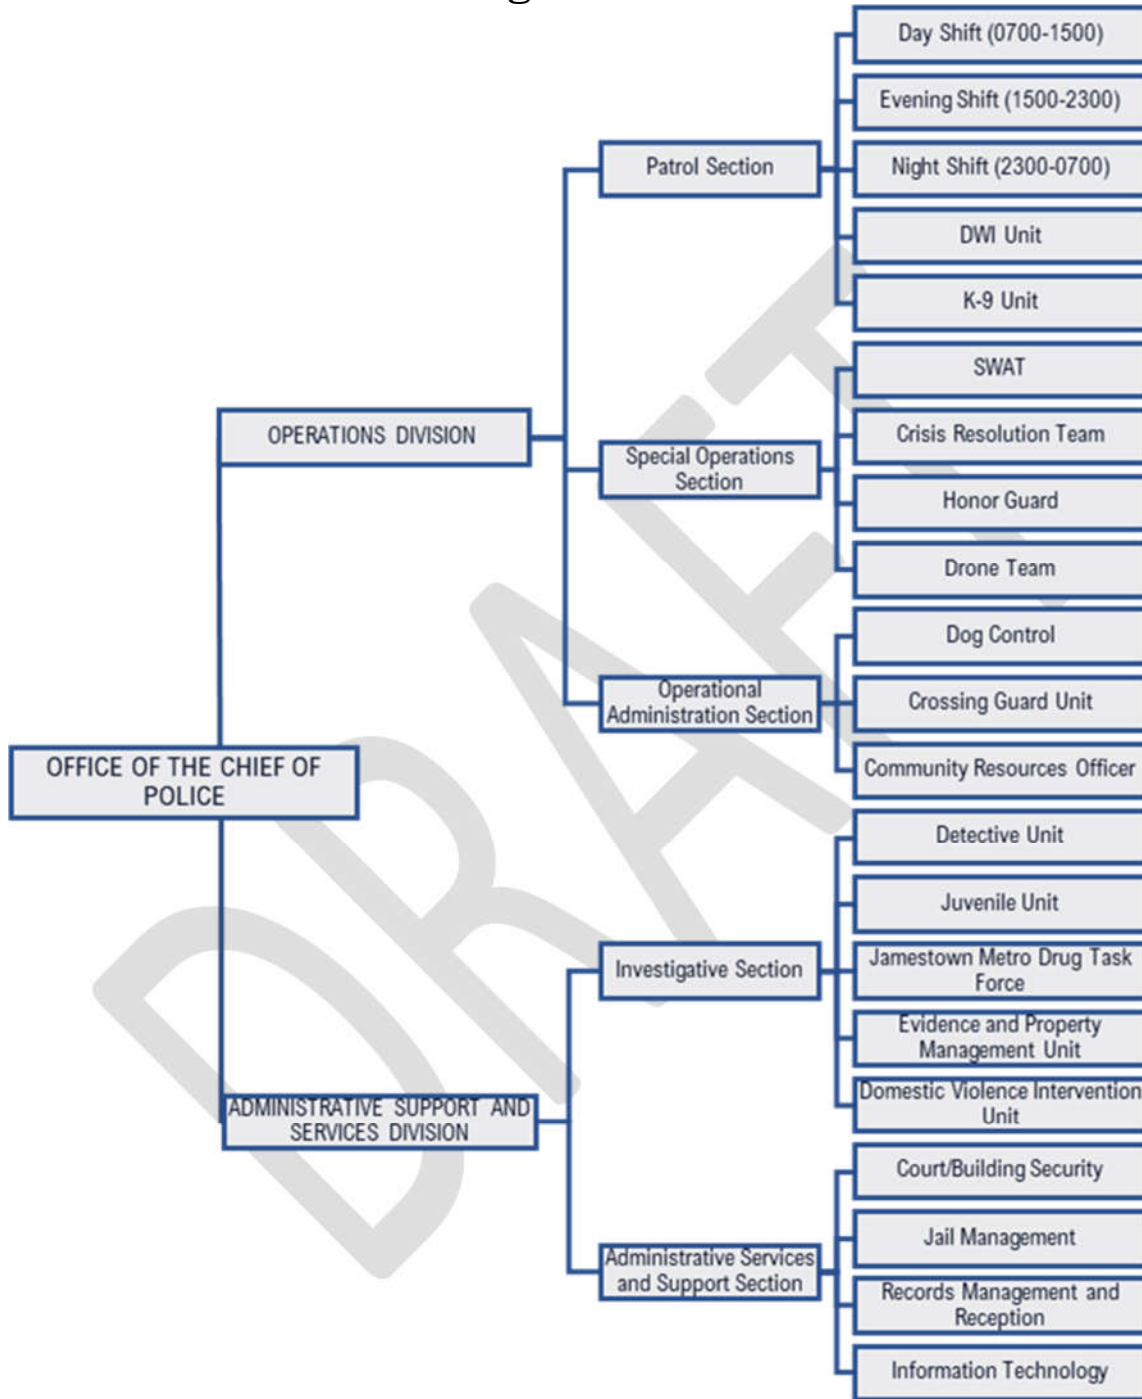 OFFICE OF THE CHIEF OF
POLICE
OPERATIONS DIVISION
Patrol Section
Day Shift (0700-1500)
Evening Shift (1500-2300)
Night Shift (2300-0700)
DWI Unit
K-9 Unit
Special Operations
Section
SWAT
Crisis Resolution Team
Honor Guard
Drone Team
Operational
Administration Section
Dog Control
Crossing Guard Unit
Community Resources Officer
ADMINISTRATIVE SUPPORT AND
SERVICES DIVISION
Investigative Section
Detective Unit
Juvenile Unit
Jamestown Metro Drug Task
Force
Evidence and Property
Management Unit
Domestic Violence Intervention
Unit
Administrative Services
and Support Section
Court/Building Security
Jail Management
Records Management and
Reception
Information Technology
DRAFT